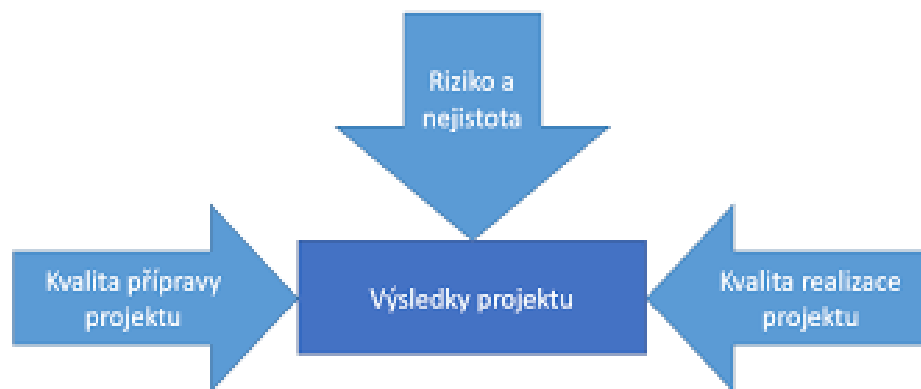 Riziko a
nejistota
Kvalita přípravy
projektu
Výsledky projektu
Kvalita realizace
projektu